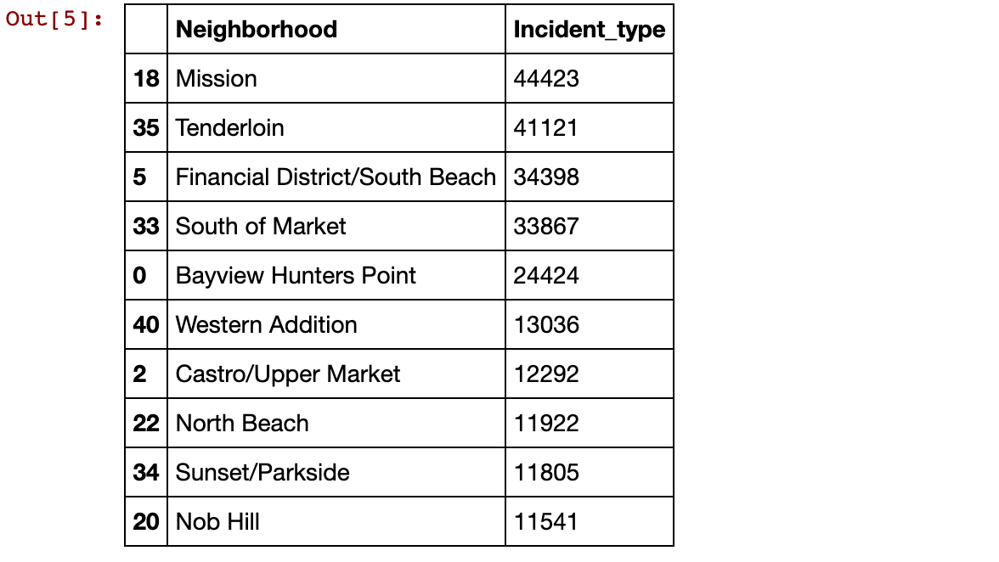 Out[5]:
Neighborhood Incident_type
18 Mission 44423
35 Tenderloin 41121
5 Financial District/South Beach 34398
33 South of Market 33867
0 Bayview Hunters Point 24424
40 Western Addition 13036
2 Castro/Upper Market 12292
22 North Beach 11922
34 Sunset/Parkside 11805
20 Nob Hill 11541